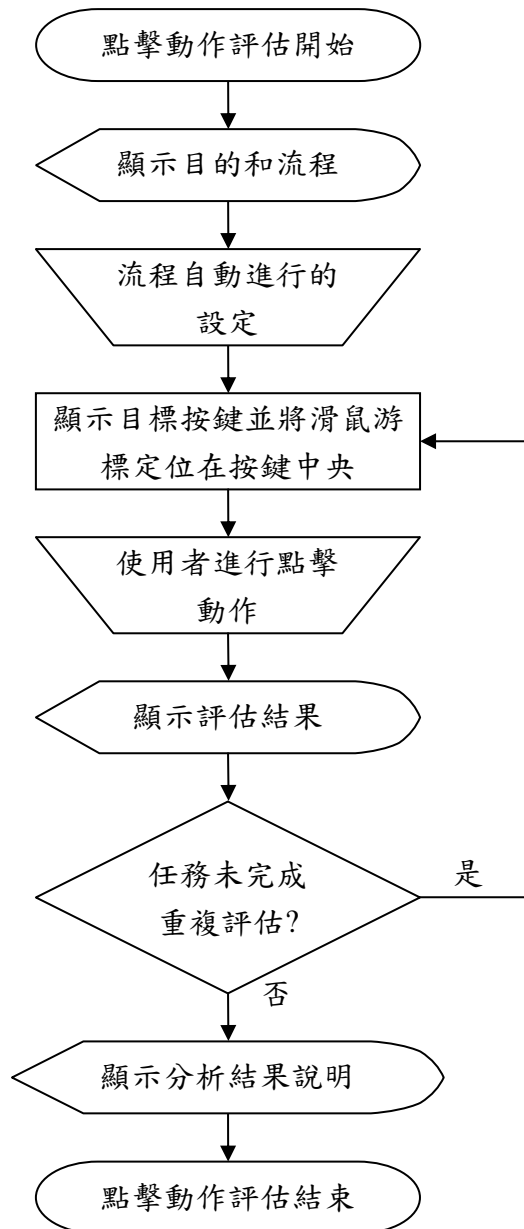 點擊動作評估開始
顯示目的和流程
流程自動進行的
設定
顯示目標按鍵並將滑鼠游
標定位在按鍵中央
使用者進行點擊
動作
顯示評估結果
任務未完成
重複評估?
是
否
顯示分析結果說明
點擊動作評估結束